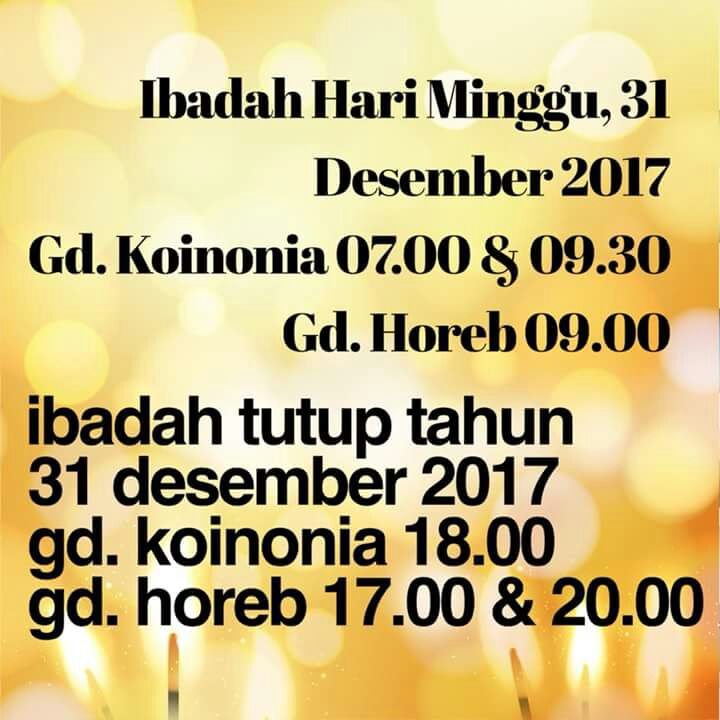 Ibadah Hari Minggu, 31
Desember 2017
Gd. Koinonia 07.00 & 09.30
Gd. Horeb 09.00
ibadah tutup tahun
31 desember 2017
gd. koinonia 18.00
gd. horeb 17.00 & 20.00